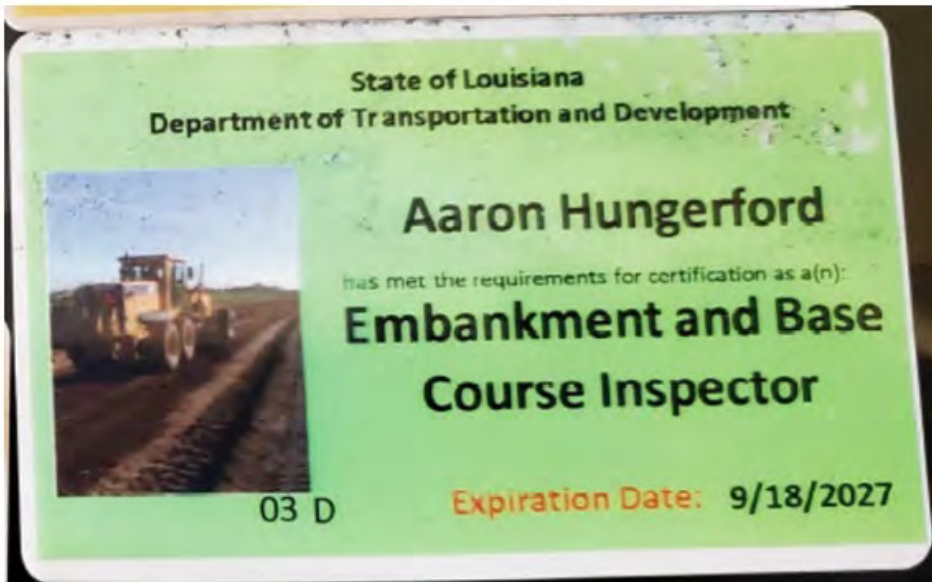 State of Louisiana
Department of Transportation and Development
Aaron Hungerford
has met the requirements for certification as a(n):
Embankment and Base
Course Inspector
03 D
Expiration Date: 9/18/2027